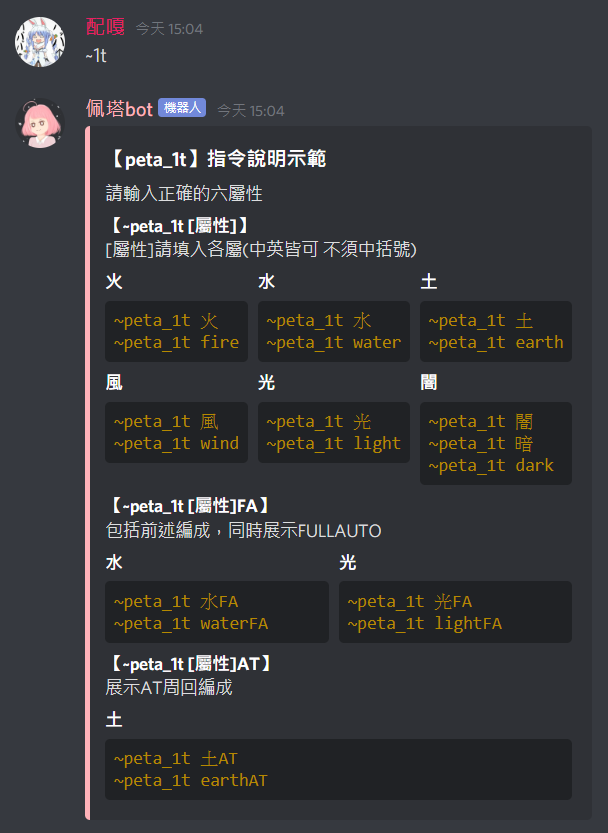 配嘎 今天 15:04
~1t
佩塔bot 機器人 今天 15:04
【peta_1t】指令說明示範
請輸入正確的六屬性
【~peta_1t [屬性]】
[屬性]請填入各屬(中英皆可 不須中括號)
火 水 土
~peta_1t 火 ~peta_1t 水 ~peta_1t 土
~peta_1t fire ~peta_1t water ~peta_1t earth
風 光 闇
~peta_1t 風 ~peta_1t 光 ~peta_1t 闇
~peta_1t wind ~peta_1t light ~peta_1t 暗
~peta_1t dark
【~peta_1t [屬性]FA】
包括前述編成，同時展示FULLAUTO
水 光
~peta_1t 水FA ~peta_1t 光FA
~peta_1t waterFA ~peta_1t lightFA
【~peta_1t [屬性]AT】
展示AT周回編成
土
~peta_1t 土AT
~peta_1t earthAT